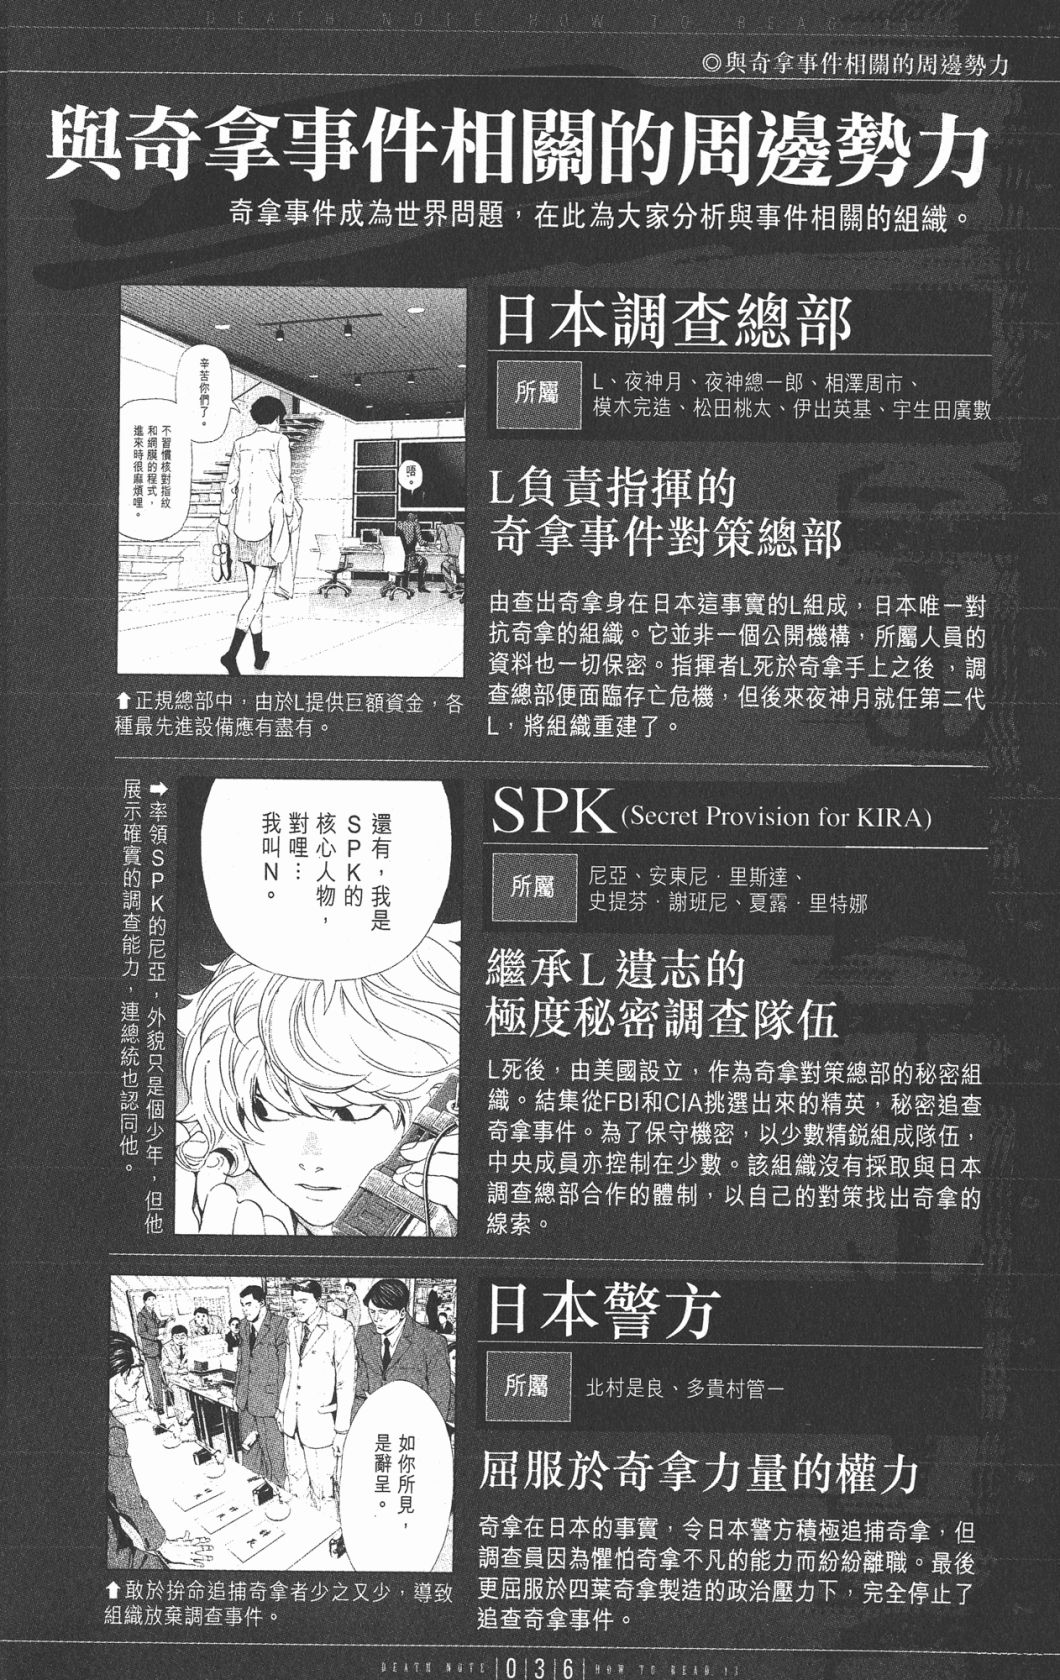 DEATH NOTE HOW TO READ 13
◎與奇拿事件相關的周邊勢力
與奇拿事件相關的周邊勢力
奇拿事件成為世界問題，在此為大家分析與事件相關的組織。
辛苦你們了。
不習慣核對指紋
和網膜的程式，
進來時很麻煩哩。
唔。
⬆正規總部中，由於L提供巨額資金，各
種最先進設備應有盡有。
日本調查總部
所屬
L、夜神月、夜神總一郎、相澤周市、
模木完造、松田桃太、伊出英基、宇生田廣數
L負責指揮的
奇拿事件對策總部
由查出奇拿身在日本這事實的L組成，日本唯一對
抗奇拿的組織。它並非一個公開機構，所屬人員的
資料也一切保密。指揮者L死於奇拿手上之後，調
查總部便面臨存亡危機，但後來夜神月就任第二代
L，將組織重建了。
還有，我是
SPK的
核心人物，
對哩…
我叫N。
➡率領SPK的尼亞，外貌只是個少年，但他
展示確實的調查能力，連總統也認同他。
SPK (Secret Provision for KIRA)
所屬
尼亞、安東尼．里斯達、
史提芬．謝班尼、夏露．里特娜
繼承L遺志的
極度秘密調查隊伍
L死後，由美國設立，作為奇拿對策總部的秘密組
織。結集從FBI和CIA挑選出來的精英，秘密追查
奇拿事件。為了保守機密，以少數精銳組成隊伍，
中央成員亦控制在少數。該組織沒有採取與日本
調查總部合作的體制，以自己的對策找出奇拿的
線索。
如你所見，
是辭呈。
⬆敢於拚命追捕奇拿者少之又少，導致
組織放棄調查事件。
日本警方
所屬
北村是良、多貴村管一
屈服於奇拿力量的權力
奇拿在日本的事實，令日本警方積極追捕奇拿，但
調查員因為懼怕奇拿不凡的能力而紛紛離職。最後
更屈服於四葉奇拿製造的政治壓力下，完全停止了
追查奇拿事件。
DEATH NOTE |0|3|6| HOW TO READ 13